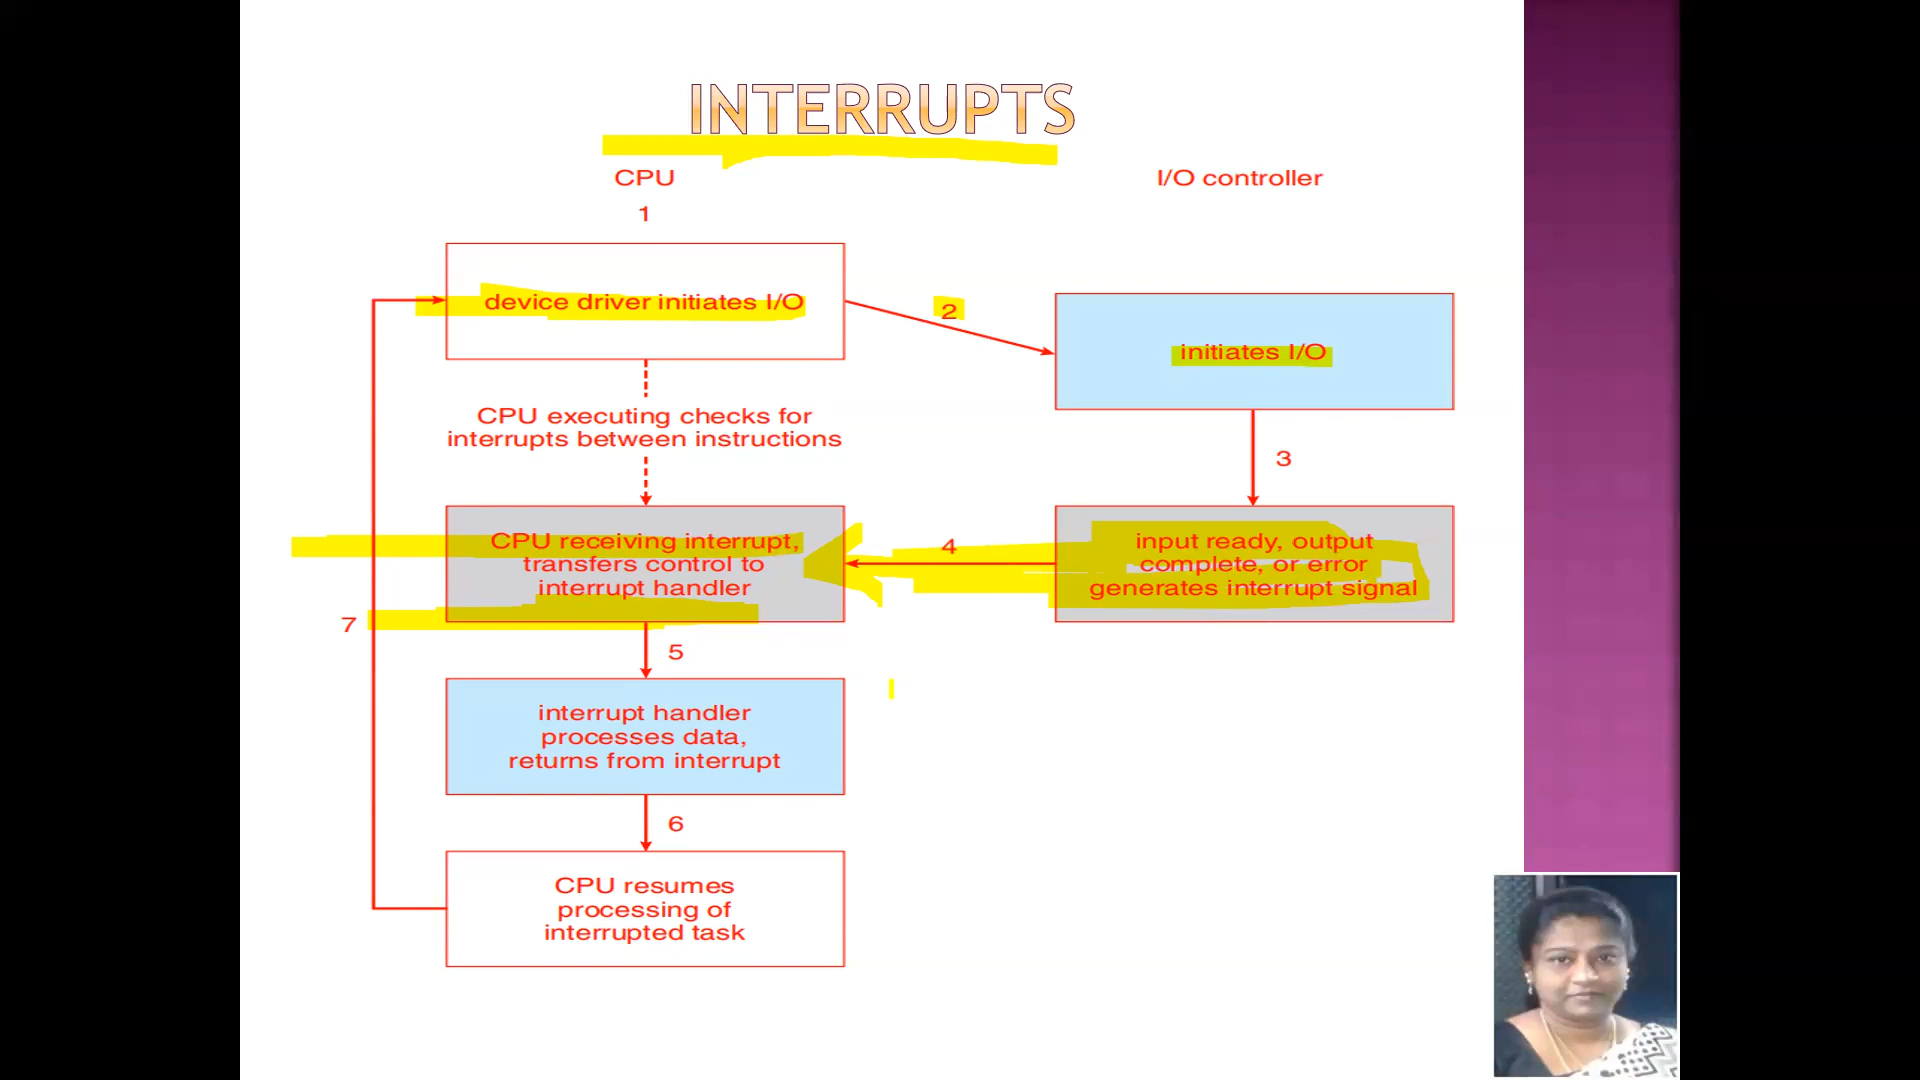 INTERRUPTS
CPU
I/O controller
1
device driver initiates I/O
2
initiates I/O
CPU executing checks for
interrupts between instructions
3
CPU receiving interrupt,
transfers control to
interrupt handler
4
input ready, output
complete, or error
generates interrupt signal
7
5
interrupt handler
processes data,
returns from interrupt
6
CPU resumes
processing of
interrupted task